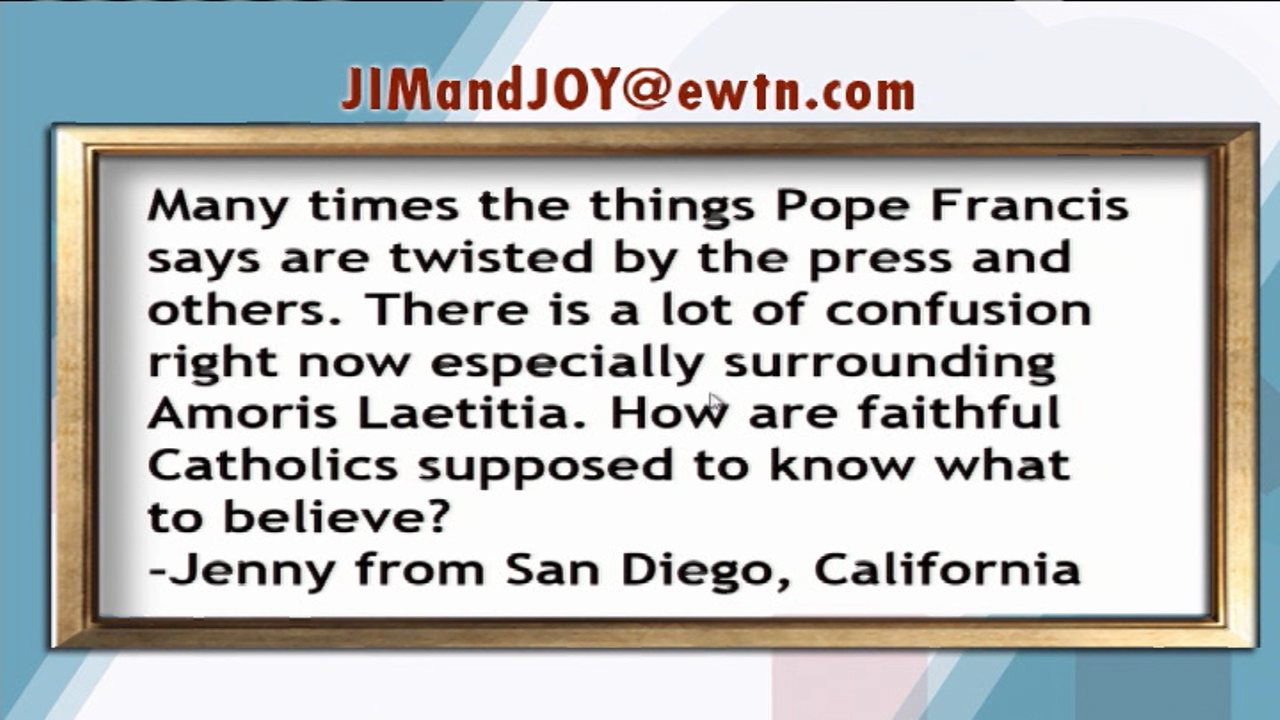 JIMandJOY@ewtn.com
Many times the things Pope Francis
says are twisted by the press and
others. There is a lot of confusion
right now especially surrounding
Amoris Laetitia. How are faithful
Catholics supposed to know what
to believe?
-Jenny from San Diego, California